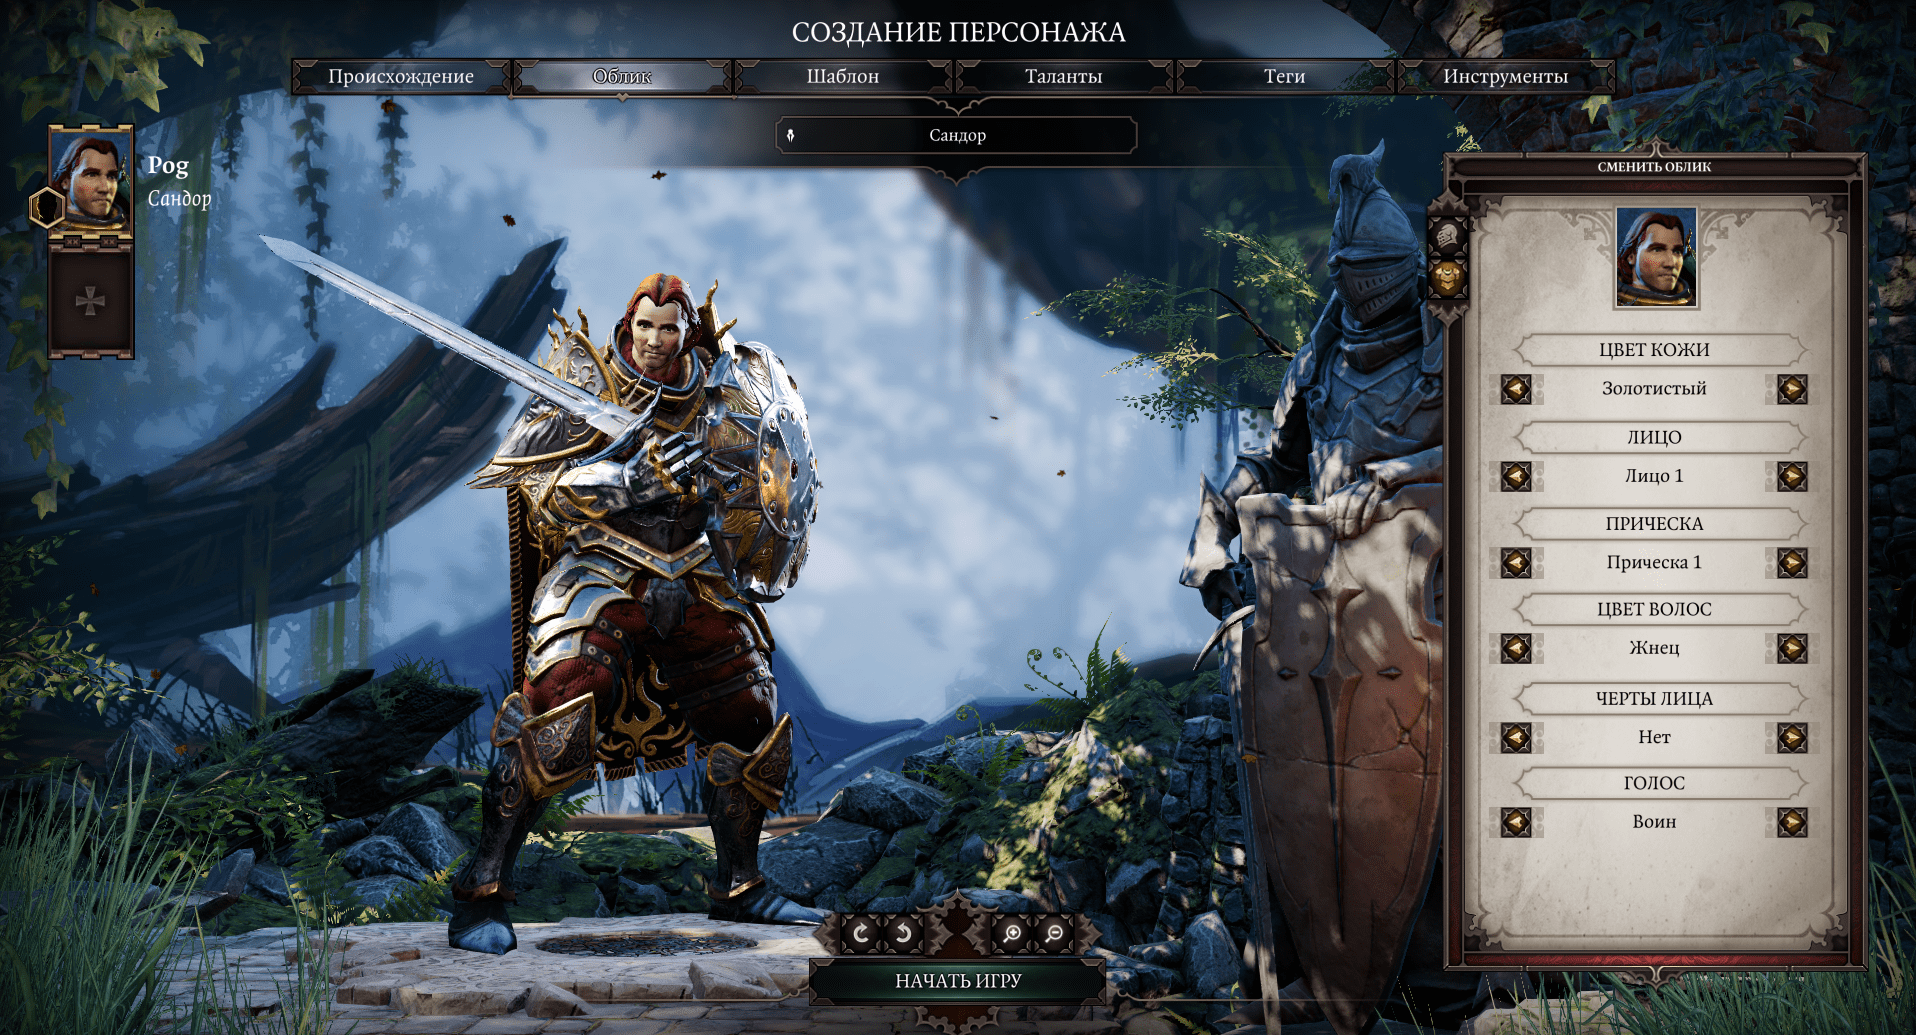 СОЗДАНИЕ ПЕРСОНАЖА
Происхождение
Облик
Шаблон
Таланты
Теги
Инструменты
Сандор
Pog
Сандор
СМЕНИТЬ ОБЛИК
ЦВЕТ КОЖИ
Золотистый
ЛИЦО
Лицо 1
ПРИЧЕСКА
Прическа 1
ЦВЕТ ВОЛОС
Жнец
ЧЕРТЫ ЛИЦА
Нет
ГОЛОС
Воин
НАЧАТЬ ИГРУ